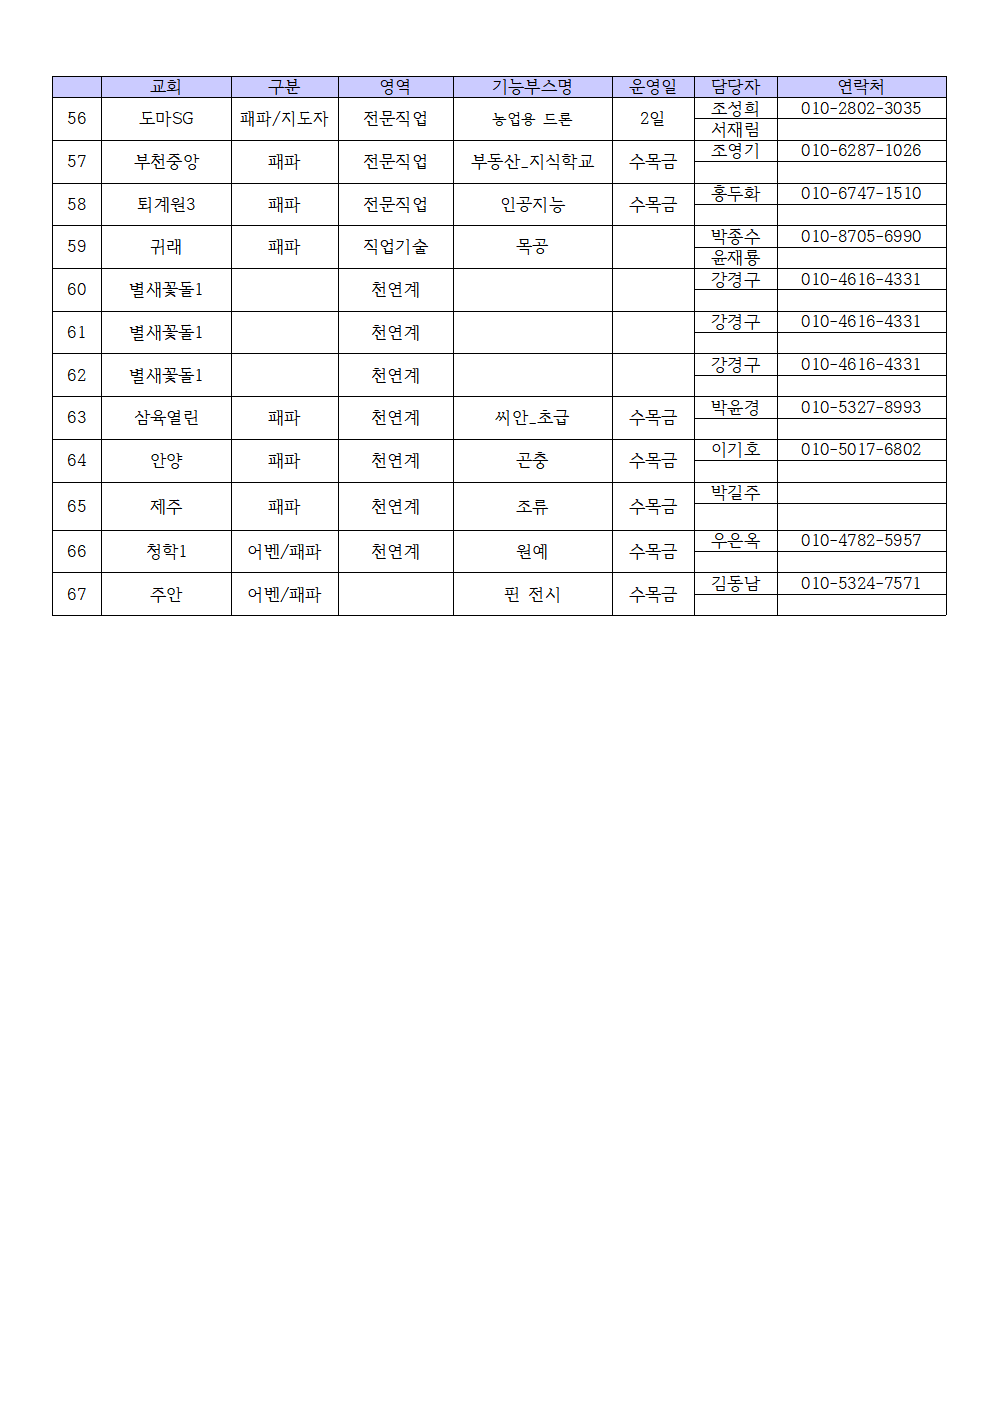 교회 구분 영역 기능부스명 운영일 담당자 연락처
56 도마SG 패파/지도자 전문직업 농업용 드론 2일 조성희 010-2802-3035
서재림
57 부천중앙 패파 전문직업 부동산_지식학교 수목금 조영기 010-6287-1026
58 퇴계원3 패파 전문직업 인공지능 수목금 홍두화 010-6747-1510
59 귀래 패파 직업기술 목공 박종수 010-8705-6990
윤재룡
60 별새꽃돌1 천연계 강경구 010-4616-4331
61 별새꽃돌1 천연계 강경구 010-4616-4331
62 별새꽃돌1 천연계 강경구 010-4616-4331
63 삼육열린 패파 천연계 씨안_초급 수목금 박윤경 010-5327-8993
64 안양 패파 천연계 곤충 수목금 이기호 010-5017-6802
65 제주 패파 천연계 조류 수목금 박길주
66 청학1 어벤/패파 천연계 원예 수목금 우은옥 010-4782-5957
67 주안 어벤/패파 핀 전시 수목금 김동남 010-5324-7571